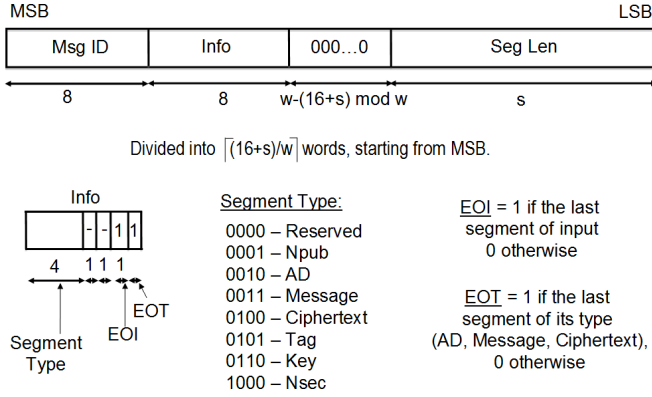 MSB LSB
Msg ID Info 000...0 Seg Len
8 8 w-(16+s) mod w s
Divided into ⌈(16+s)/w⌉ words, starting from MSB.
Info
- - 1 1
4 1 1 1
EOT
EOI
Segment
Type
Segment Type:
0000 – Reserved
0001 – Npub
0010 – AD
0011 – Message
0100 – Ciphertext
0101 – Tag
0110 – Key
1000 – Nsec
EOI = 1 if the last
segment of input
0 otherwise
EOT = 1 if the last
segment of its type
(AD, Message, Ciphertext),
0 otherwise